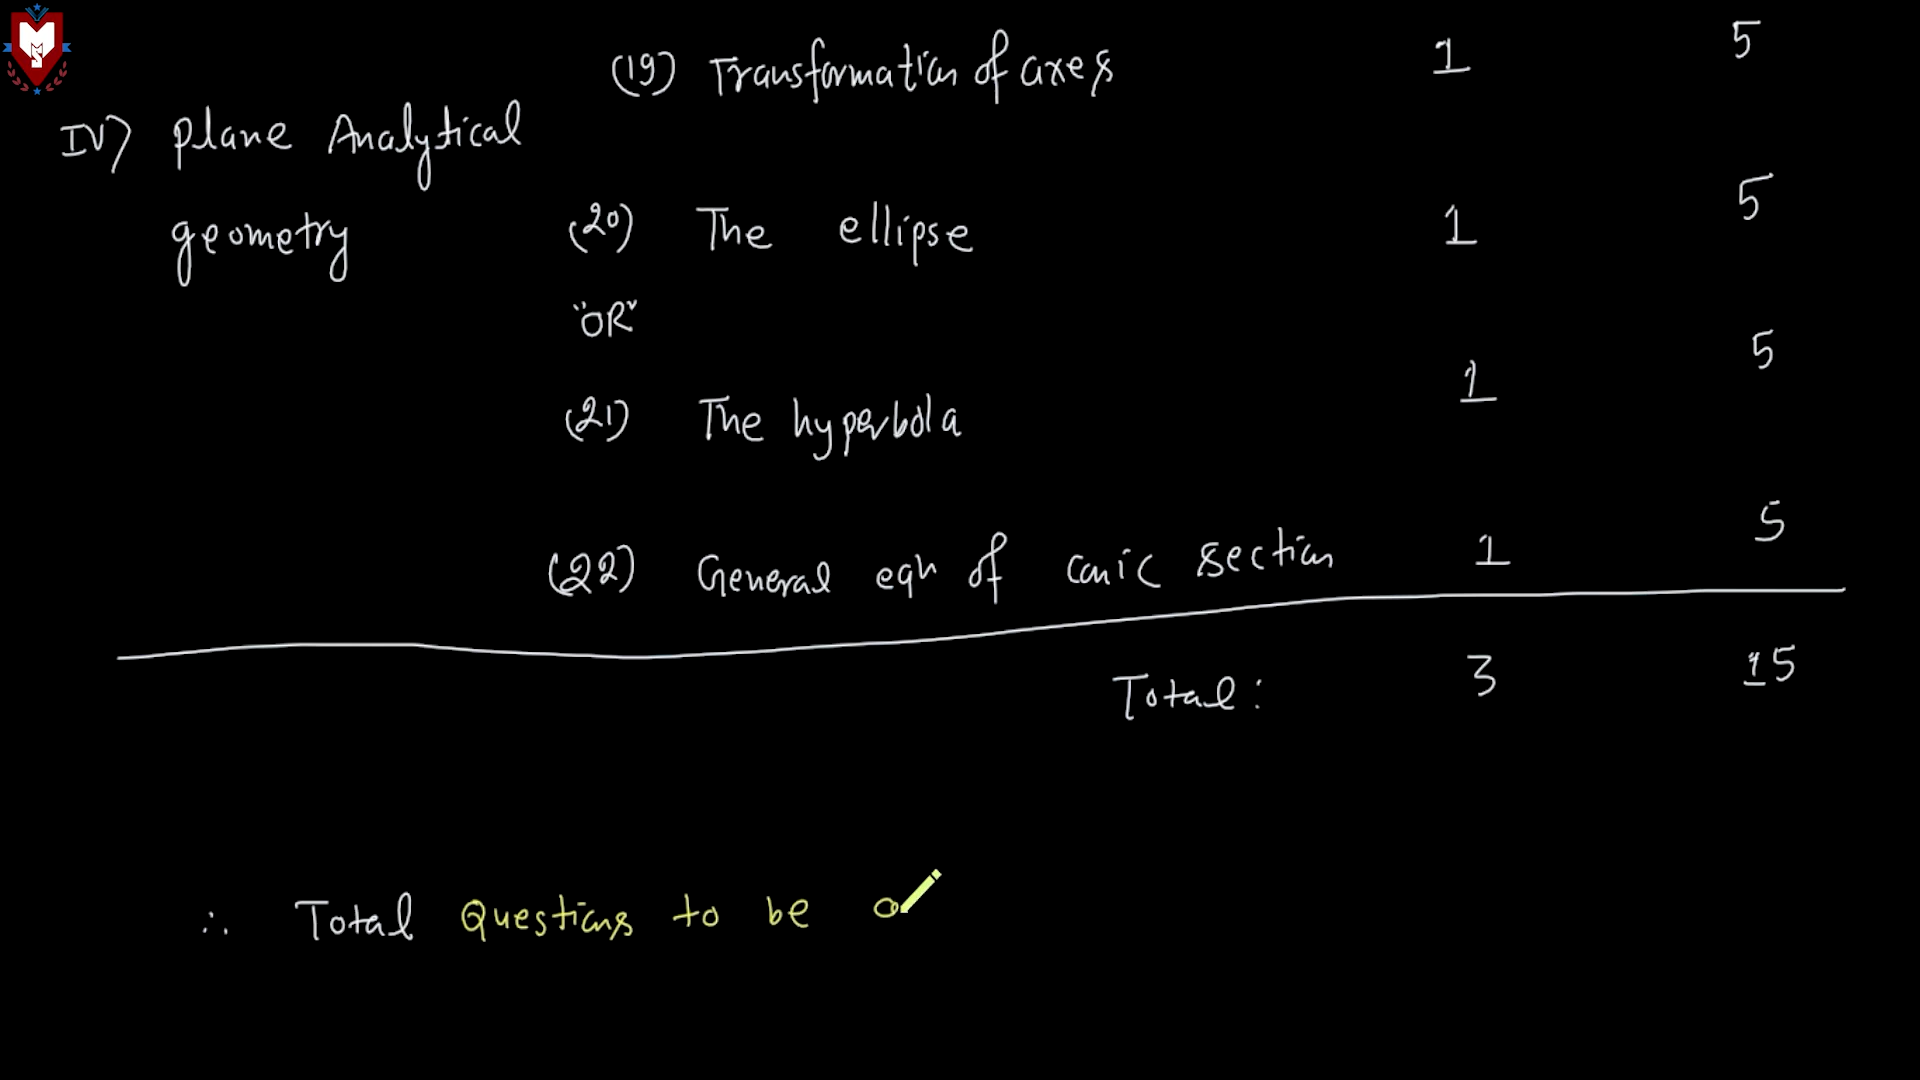 (19) Transformation of axes 1 5
IV) Plane Analytical
geometry
(20) The ellipse 1 5
"OR"
(21) The hyperbola 1 5
(22) General eqn of conic section 1 5
Total: 3 15
∴ Total Questions to be a